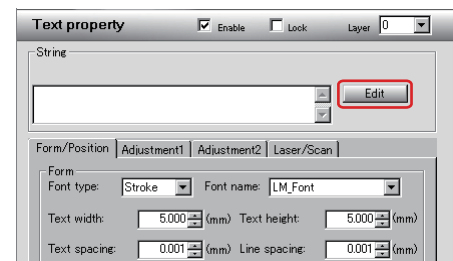 Text property Enable Lock Layer 0
String
Edit
Form/Position Adjustment1 Adjustment2 Laser/Scan
Form
Font type: Stroke Font name: LM_Font
Text width: 5.000 (mm) Text height: 5.000 (mm)
Text spacing: 0.001 (mm) Line spacing: 0.001 (mm)